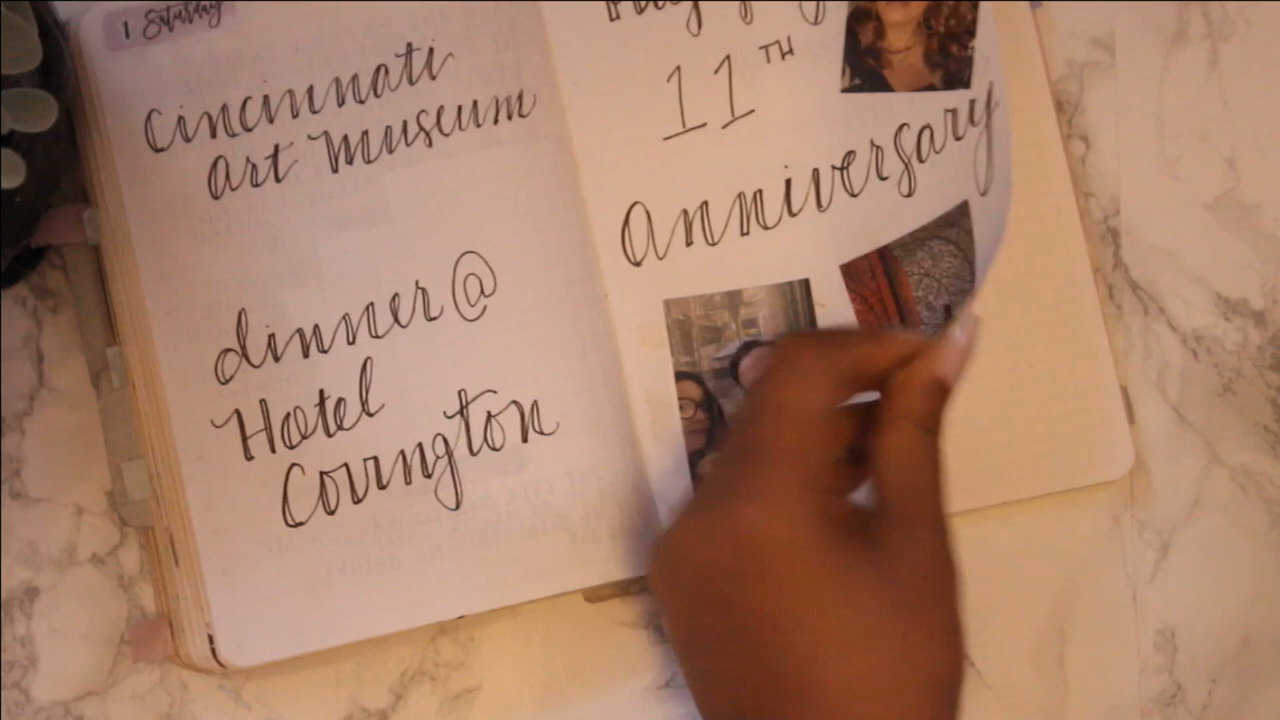 1 Saturday
Cincinnati
Art Museum
dinner @
Hotel
Covington
11TH
anniversary